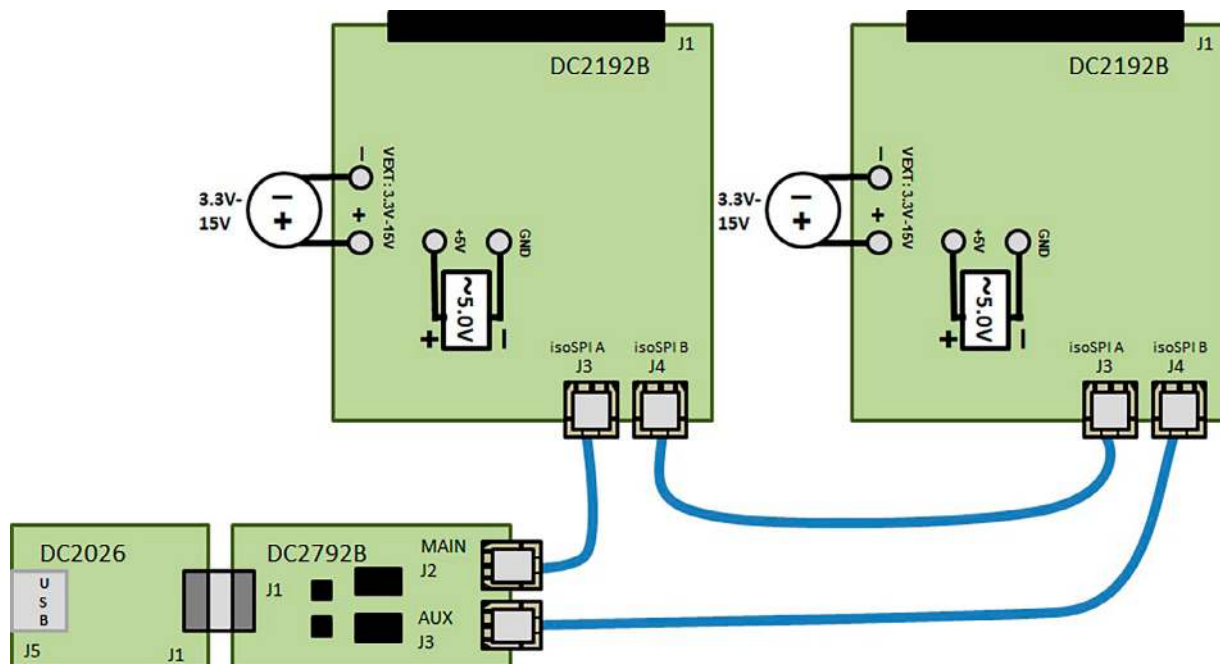 J1
DC2192B
–
VEXT: 3.3V-15V
+
3.3V-
15V
–
+
+5V
GND
~5.0V
+
–
isoSPI A
J3
isoSPI B
J4
J1
DC2192B
–
VEXT: 3.3V-15V
+
3.3V-
15V
–
+
+5V
GND
~5.0V
+
–
isoSPI A
J3
isoSPI B
J4
DC2026
U
S
B
J5
J1
DC2792B
J1
MAIN
J2
AUX
J3